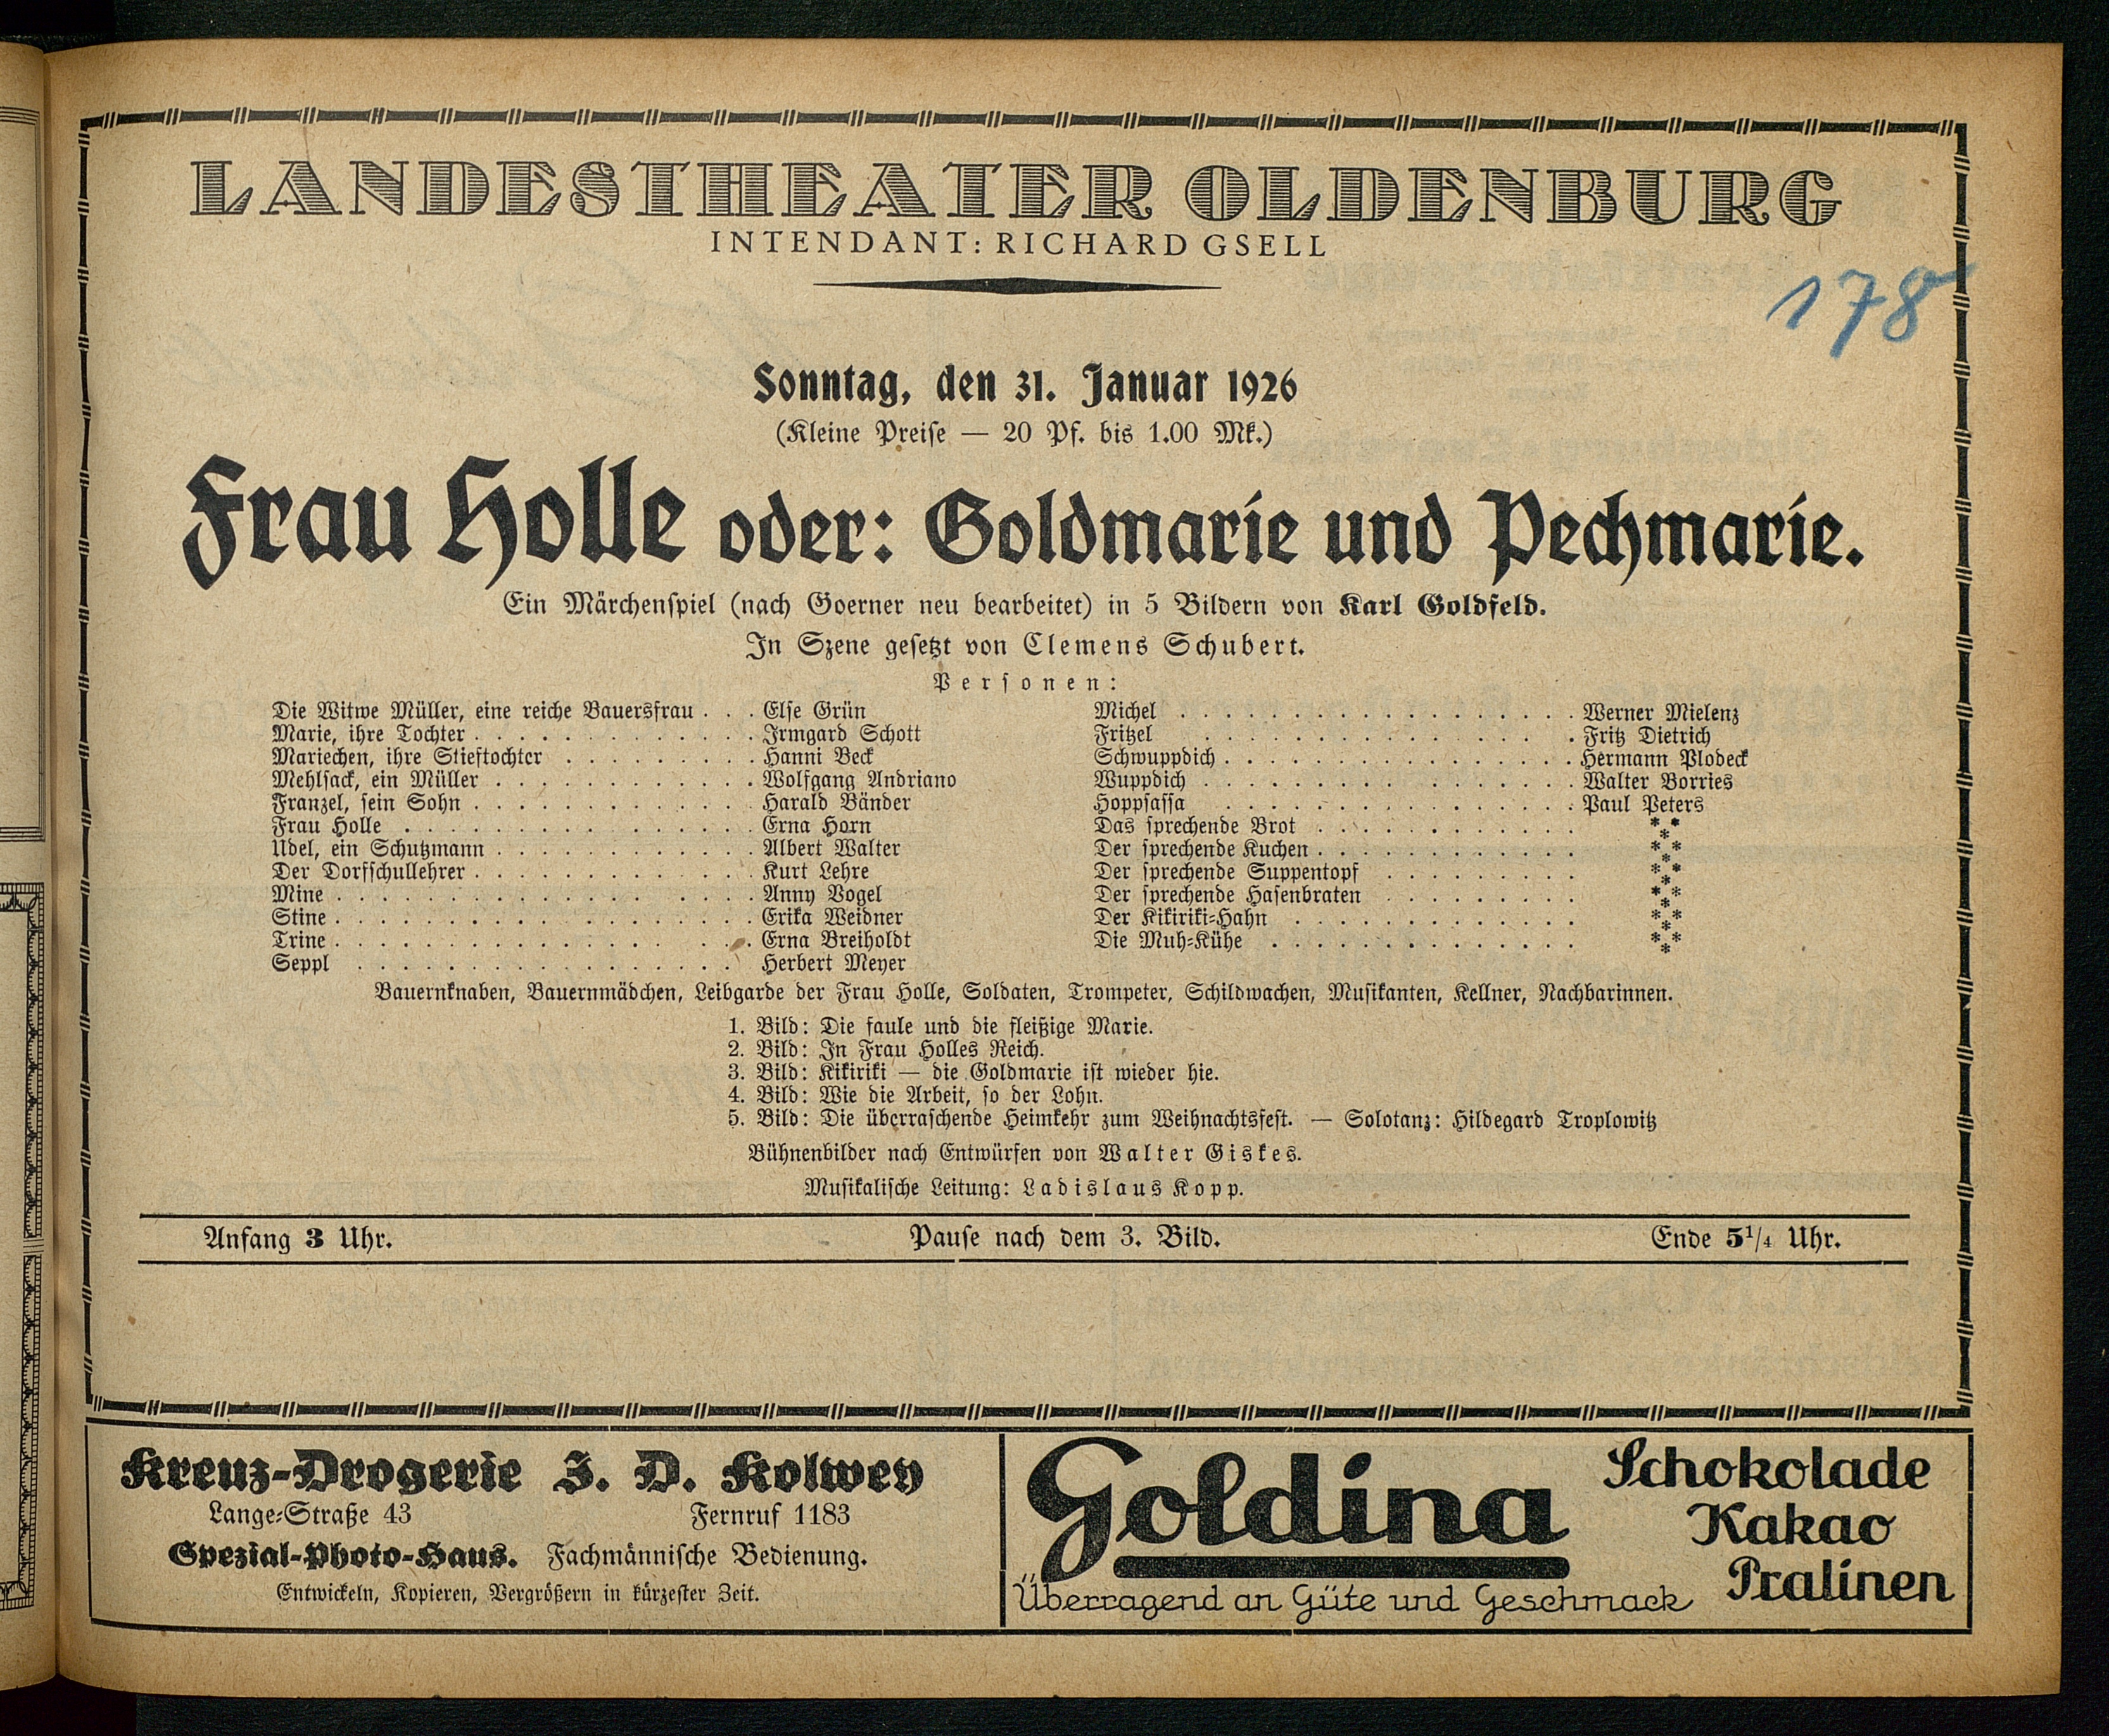 LANDESTHEATER OLDENBURG
INTENDANT: RICHARD GSELL
178
Sonntag, den 31. Januar 1926
(Kleine Preise — 20 Pf. bis 1.00 Mk.)
Frau Holle oder: Goldmarie und Pechmarie.
Ein Märchenspiel (nach Goerner neu bearbeitet) in 5 Bildern von Karl Goldfeld.
In Szene gesetzt von Clemens Schubert.
Personen:
Die Witwe Müller, eine reiche Bauersfrau . . . Else Grün
Marie, ihre Tochter . . . . . . . . . . . . Irmgard Schott
Mariechen, ihre Stieftochter . . . . . . . . Hanni Beck
Mehlsack, ein Müller . . . . . . . . . . . Wolfgang Andriano
Franzel, sein Sohn . . . . . . . . . . . . Harald Bänder
Frau Holle . . . . . . . . . . . . . . . Erna Horn
Udel, ein Schutzmann . . . . . . . . . . . Albert Walter
Der Dorfschullehrer . . . . . . . . . . . . Kurt Lehre
Mine . . . . . . . . . . . . . . . . . Anny Vogel
Stine . . . . . . . . . . . . . . . . . Erika Weidner
Trine . . . . . . . . . . . . . . . . . Erna Breiholdt
Seppl . . . . . . . . . . . . . . . . Herbert Meyer
Michel . . . . . . . . . . . . . . . . Werner Mielenz
Fritzel . . . . . . . . . . . . . . . Fritz Dietrich
Schwuppdich . . . . . . . . . . . . . . . Hermann Plodeck
Wuppdich . . . . . . . . . . . . . . . . Walter Borries
Hoppsassa . . . . . . . . . . . . . . . Paul Peters
Das sprechende Brot . . . . . . . . . . . ***
Der sprechende Kuchen . . . . . . . . . . . ***
Der sprechende Suppentopf . . . . . . . . . ***
Der sprechende Hasenbraten . . . . . . . . . ***
Der Kikiriki-Hahn . . . . . . . . . . . . ***
Die Muh-Kühe . . . . . . . . . . . . . ***
Bauernknaben, Bauernmädchen, Leibgarde der Frau Holle, Soldaten, Trompeter, Schildwachen, Musikanten, Kellner, Nachbarinnen.
1. Bild: Die faule und die fleißige Marie.
2. Bild: In Frau Holles Reich.
3. Bild: Kikiriki — die Goldmarie ist wieder hie.
4. Bild: Wie die Arbeit, so der Lohn.
5. Bild: Die überraschende Heimkehr zum Weihnachtsfest. — Solotanz: Hildegard Troplowitz
Bühnenbilder nach Entwürfen von Walter Giskes.
Musikalische Leitung: Ladislaus Kopp.
Anfang 3 Uhr. Pause nach dem 3. Bild. Ende 5¼ Uhr.
Kreuz-Drogerie J. D. Kolwey
Lange-Straße 43 Fernruf 1183
Spezial-Photo-Haus. Fachmännische Bedienung.
Entwickeln, Kopieren, Vergrößern in kürzester Zeit.
Goldina
Überragend an Güte und Geschmack
Schokolade
Kakao
Pralinen